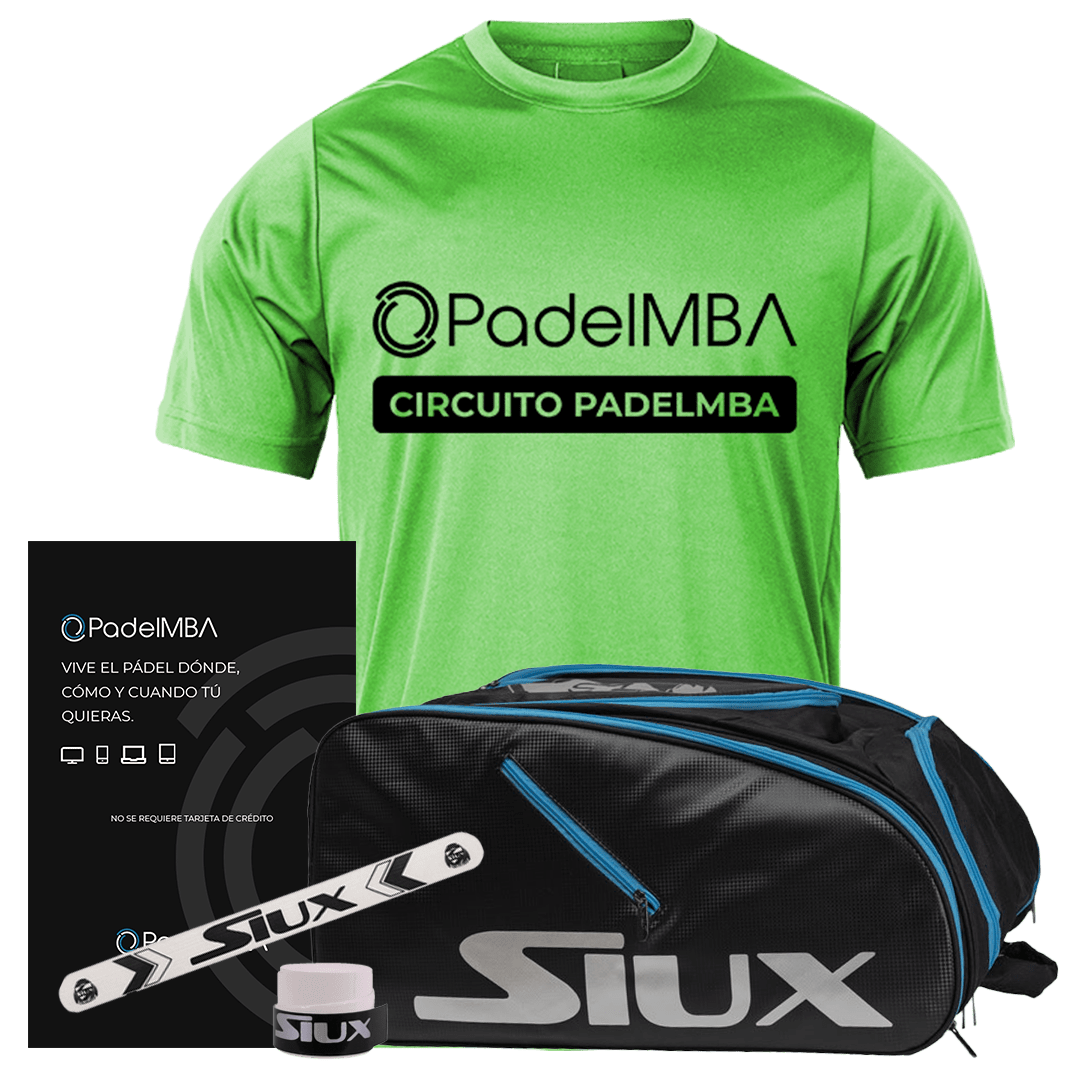 PadelMBA
CIRCUITO PADELMBA
PadelMBA
VIVE EL PÁDEL DÓNDE,
CÓMO Y CUANDO TÚ
QUIERAS.
NO SE REQUIERE TARJETA DE CRÉDITO
SIUX
SIUX
SIUX